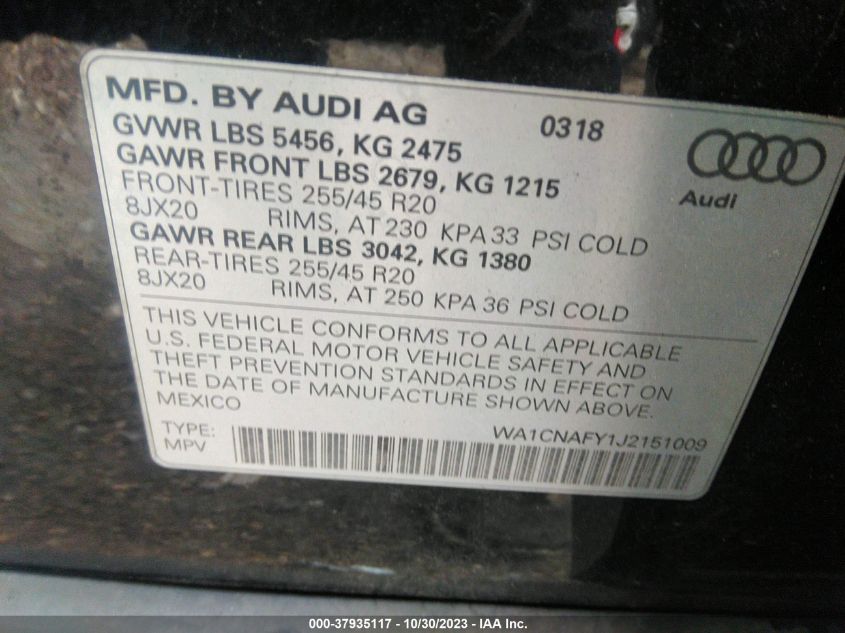 MFD. BY AUDI AG 0318
GVWR LBS 5456, KG 2475
GAWR FRONT LBS 2679, KG 1215
FRONT-TIRES 255/45 R20
8JX20 RIMS, AT 230 KPA 33 PSI COLD
GAWR REAR LBS 3042, KG 1380
REAR-TIRES 255/45 R20
8JX20 RIMS, AT 250 KPA 36 PSI COLD
Audi
THIS VEHICLE CONFORMS TO ALL APPLICABLE
U.S. FEDERAL MOTOR VEHICLE SAFETY AND
THEFT PREVENTION STANDARDS IN EFFECT ON
THE DATE OF MANUFACTURE SHOWN ABOVE.
MEXICO
WA1CNAFY1J2151009
TYPE:
MPV
000-37935117 - 10/30/2023 - IAA Inc.